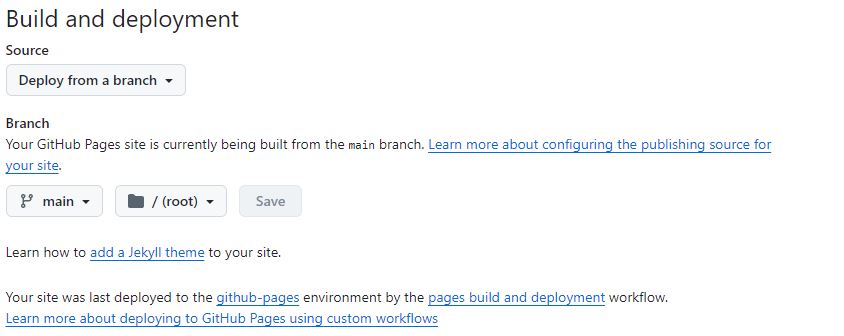 Build and deployment
Source
Deploy from a branch
Branch
Your GitHub Pages site is currently being built from the main branch. Learn more about configuring the publishing source for
your site.
main / (root) Save
Learn how to add a Jekyll theme to your site.
Your site was last deployed to the github-pages environment by the pages build and deployment workflow.
Learn more about deploying to GitHub Pages using custom workflows